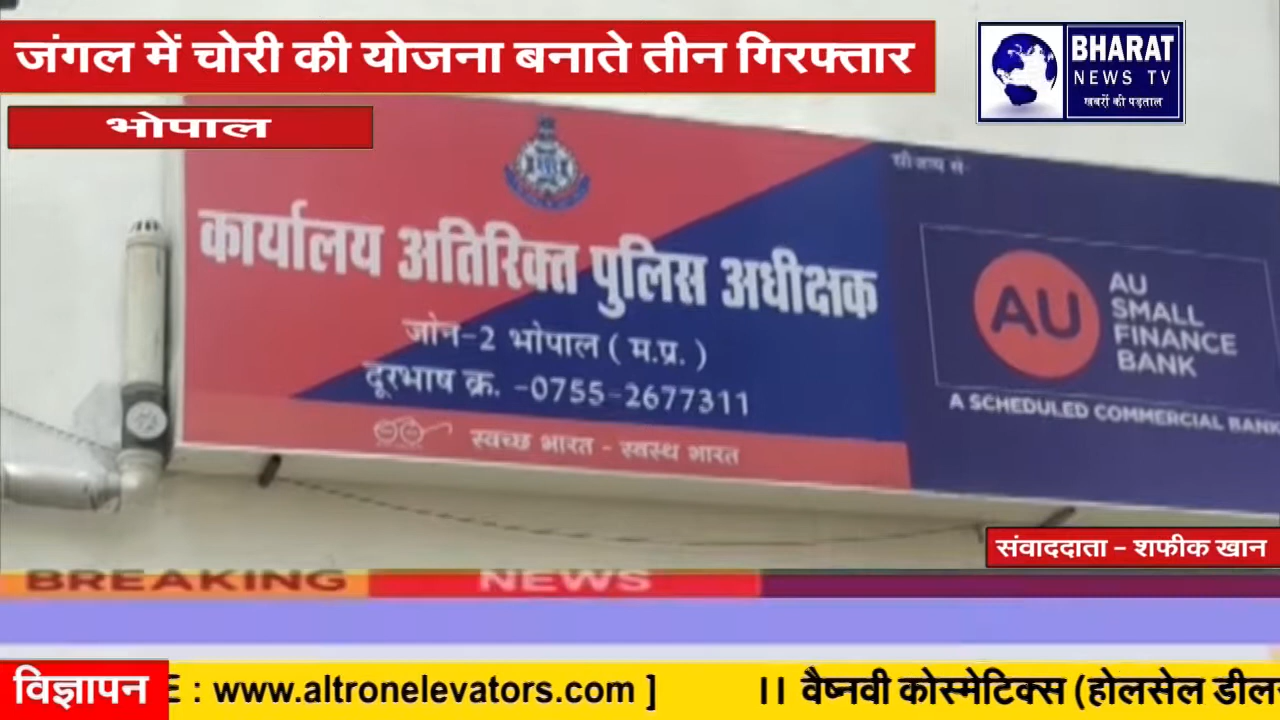 जंगल में चोरी की योजना बनाते तीन गिरफ्तार
BHARAT
NEWS TV
खबरों की पड़ताल
भोपाल
सौजन्य से-
कार्यालय अतिरिक्त पुलिस अधीक्षक
जोन-2 भोपाल ( म.प्र. )
दूरभाष क्र. -0755-2677311
स्वच्छ भारत - स्वस्थ भारत
AU
AU
SMALL
FINANCE
BANK
A SCHEDULED COMMERCIAL BANK
संवाददाता - शफीक खान
BREAKING NEWS
विज्ञापन
E : www.altronelevators.com ]
।। वैष्नवी कोस्मेटिक्स (होलसेल